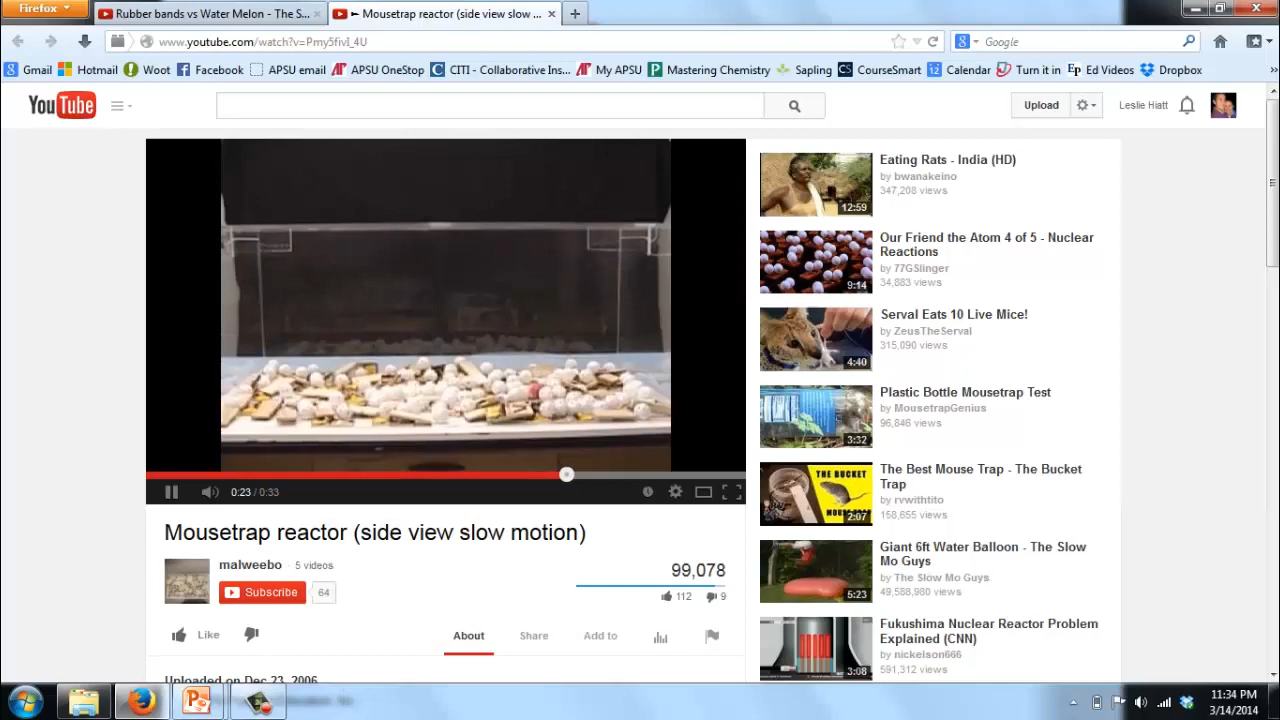 Firefox
Rubber bands vs Water Melon - The S...
► Mousetrap reactor (side view slow ...
www.youtube.com/watch?v=Pmy5fivI_4U
Google
Gmail Hotmail Woot Facebook APSU email APSU OneStop CITI - Collaborative Ins... My APSU Mastering Chemistry Sapling CourseSmart Calendar Turn it in Ed Videos Dropbox
YouTube
Upload
Leslie Hiatt
0:23 / 0:33
Mousetrap reactor (side view slow motion)
malweebo · 5 videos
Subscribe 64
99,078
112 9
Like
About Share Add to
Uploaded on Dec 23, 2006
Eating Rats - India (HD)
by bwanakeino
347,208 views
12:59
Our Friend the Atom 4 of 5 - Nuclear
Reactions
by 77GSlinger
34,883 views
9:14
Serval Eats 10 Live Mice!
by ZeusTheServal
315,090 views
4:40
Plastic Bottle Mousetrap Test
by MousetrapGenius
96,846 views
3:32
THE BUCKET
MOUSE
The Best Mouse Trap - The Bucket
Trap
by rvwithtito
158,655 views
2:07
Giant 6ft Water Balloon - The Slow
Mo Guys
by The Slow Mo Guys
49,588,980 views
5:23
Fukushima Nuclear Reactor Problem
Explained (CNN)
by nickelson666
591,312 views
3:08
11:34 PM
3/14/2014